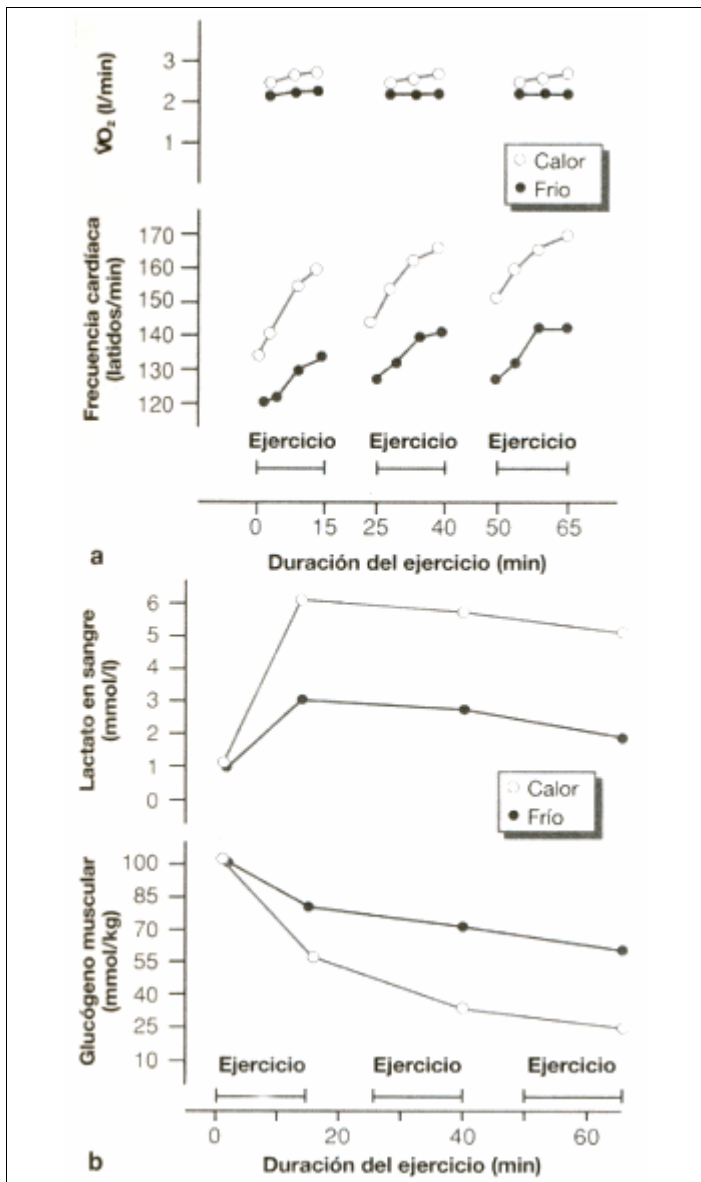 3
2
1
V̇O₂ (l/min)
Calor
Frio
170
160
150
140
130
120
Frecuencia cardíaca
(latidos/min)
Ejercicio Ejercicio Ejercicio
0 15 25 40 50 65
a
Duración del ejercicio (min)
6
5
4
3
2
1
0
Lactato en sangre
(mmol/l)
Calor
Frío
100
85
70
55
40
25
10
Glucógeno muscular
(mmol/kg)
Ejercicio Ejercicio Ejercicio
0 20 40 60
b
Duración del ejercicio (min)